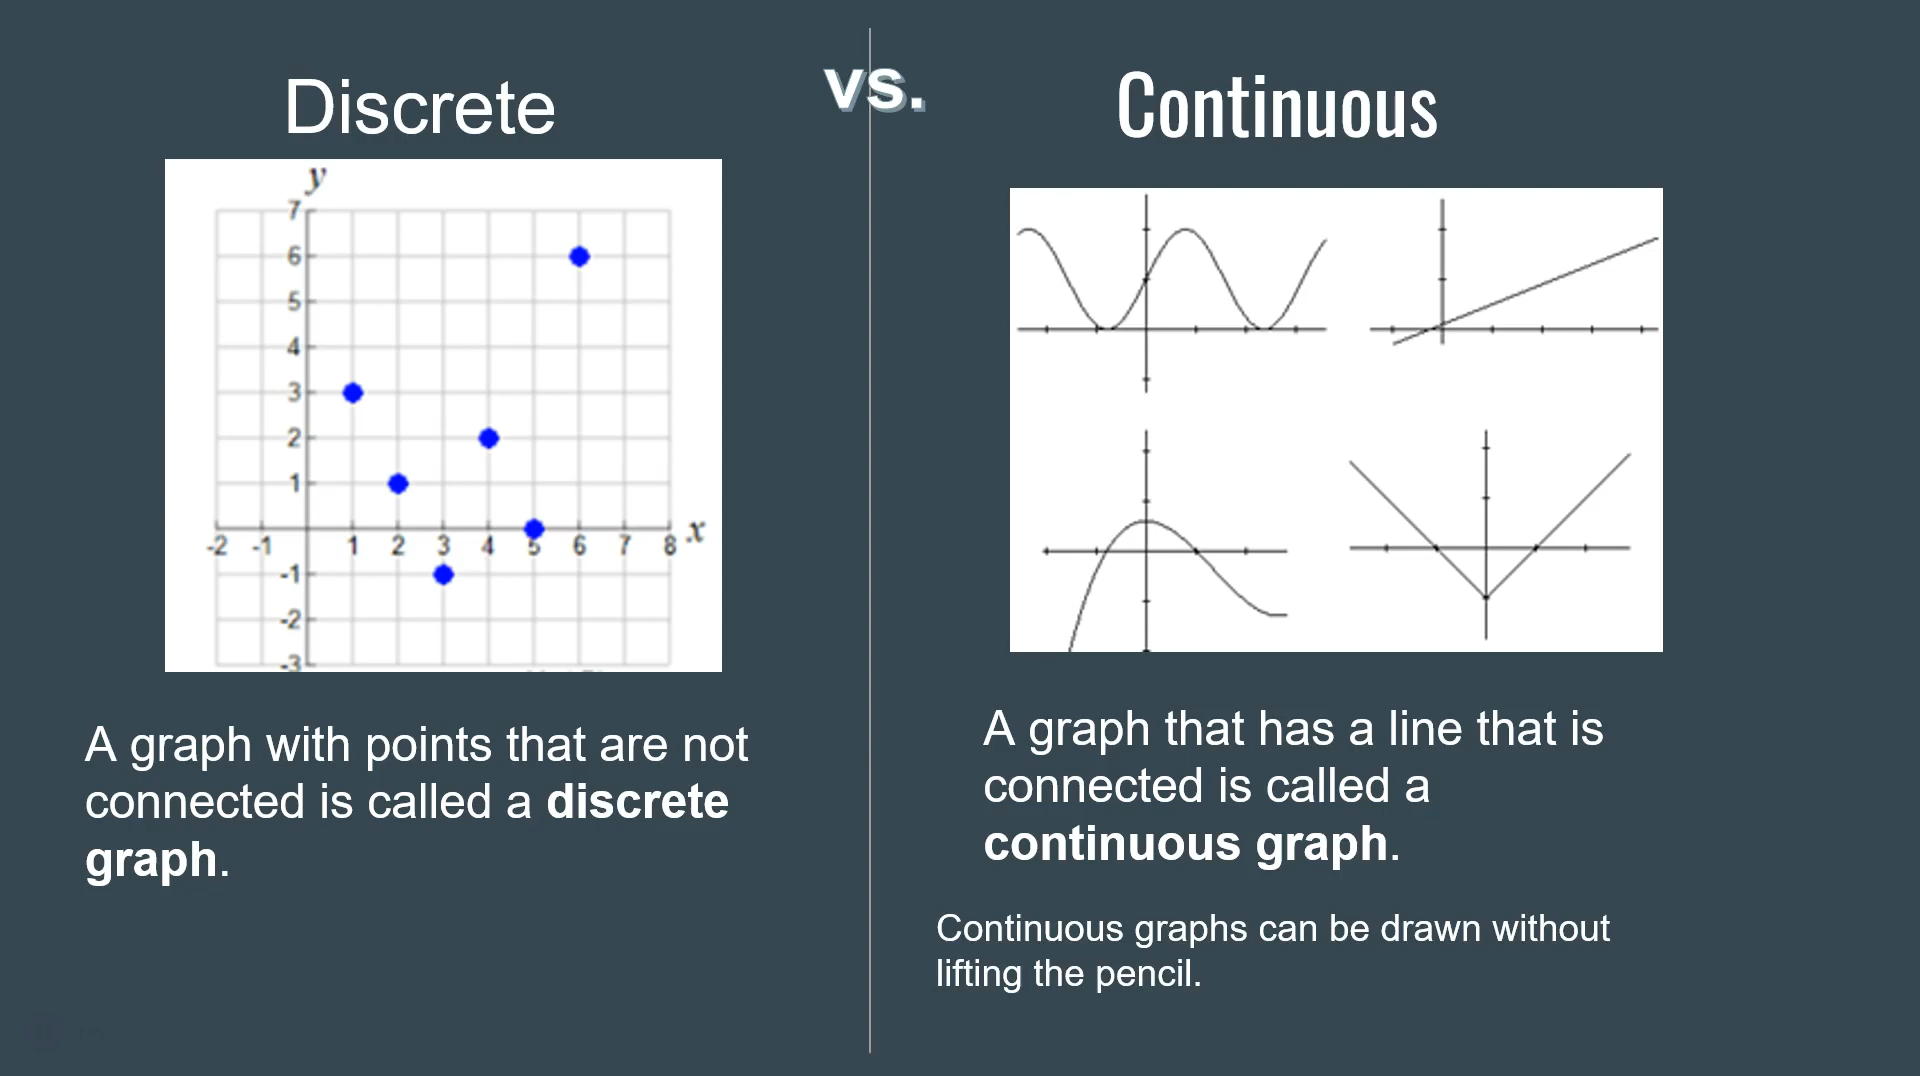 Discrete
vs.
Continuous
y
7
6
5
4
3
2
1
-2 -1 1 2 3 4 5 6 7 8 x
-1
-2
-3
A graph with points that are not
connected is called a discrete
graph.
A graph that has a line that is
connected is called a
continuous graph.
Continuous graphs can be drawn without
lifting the pencil.